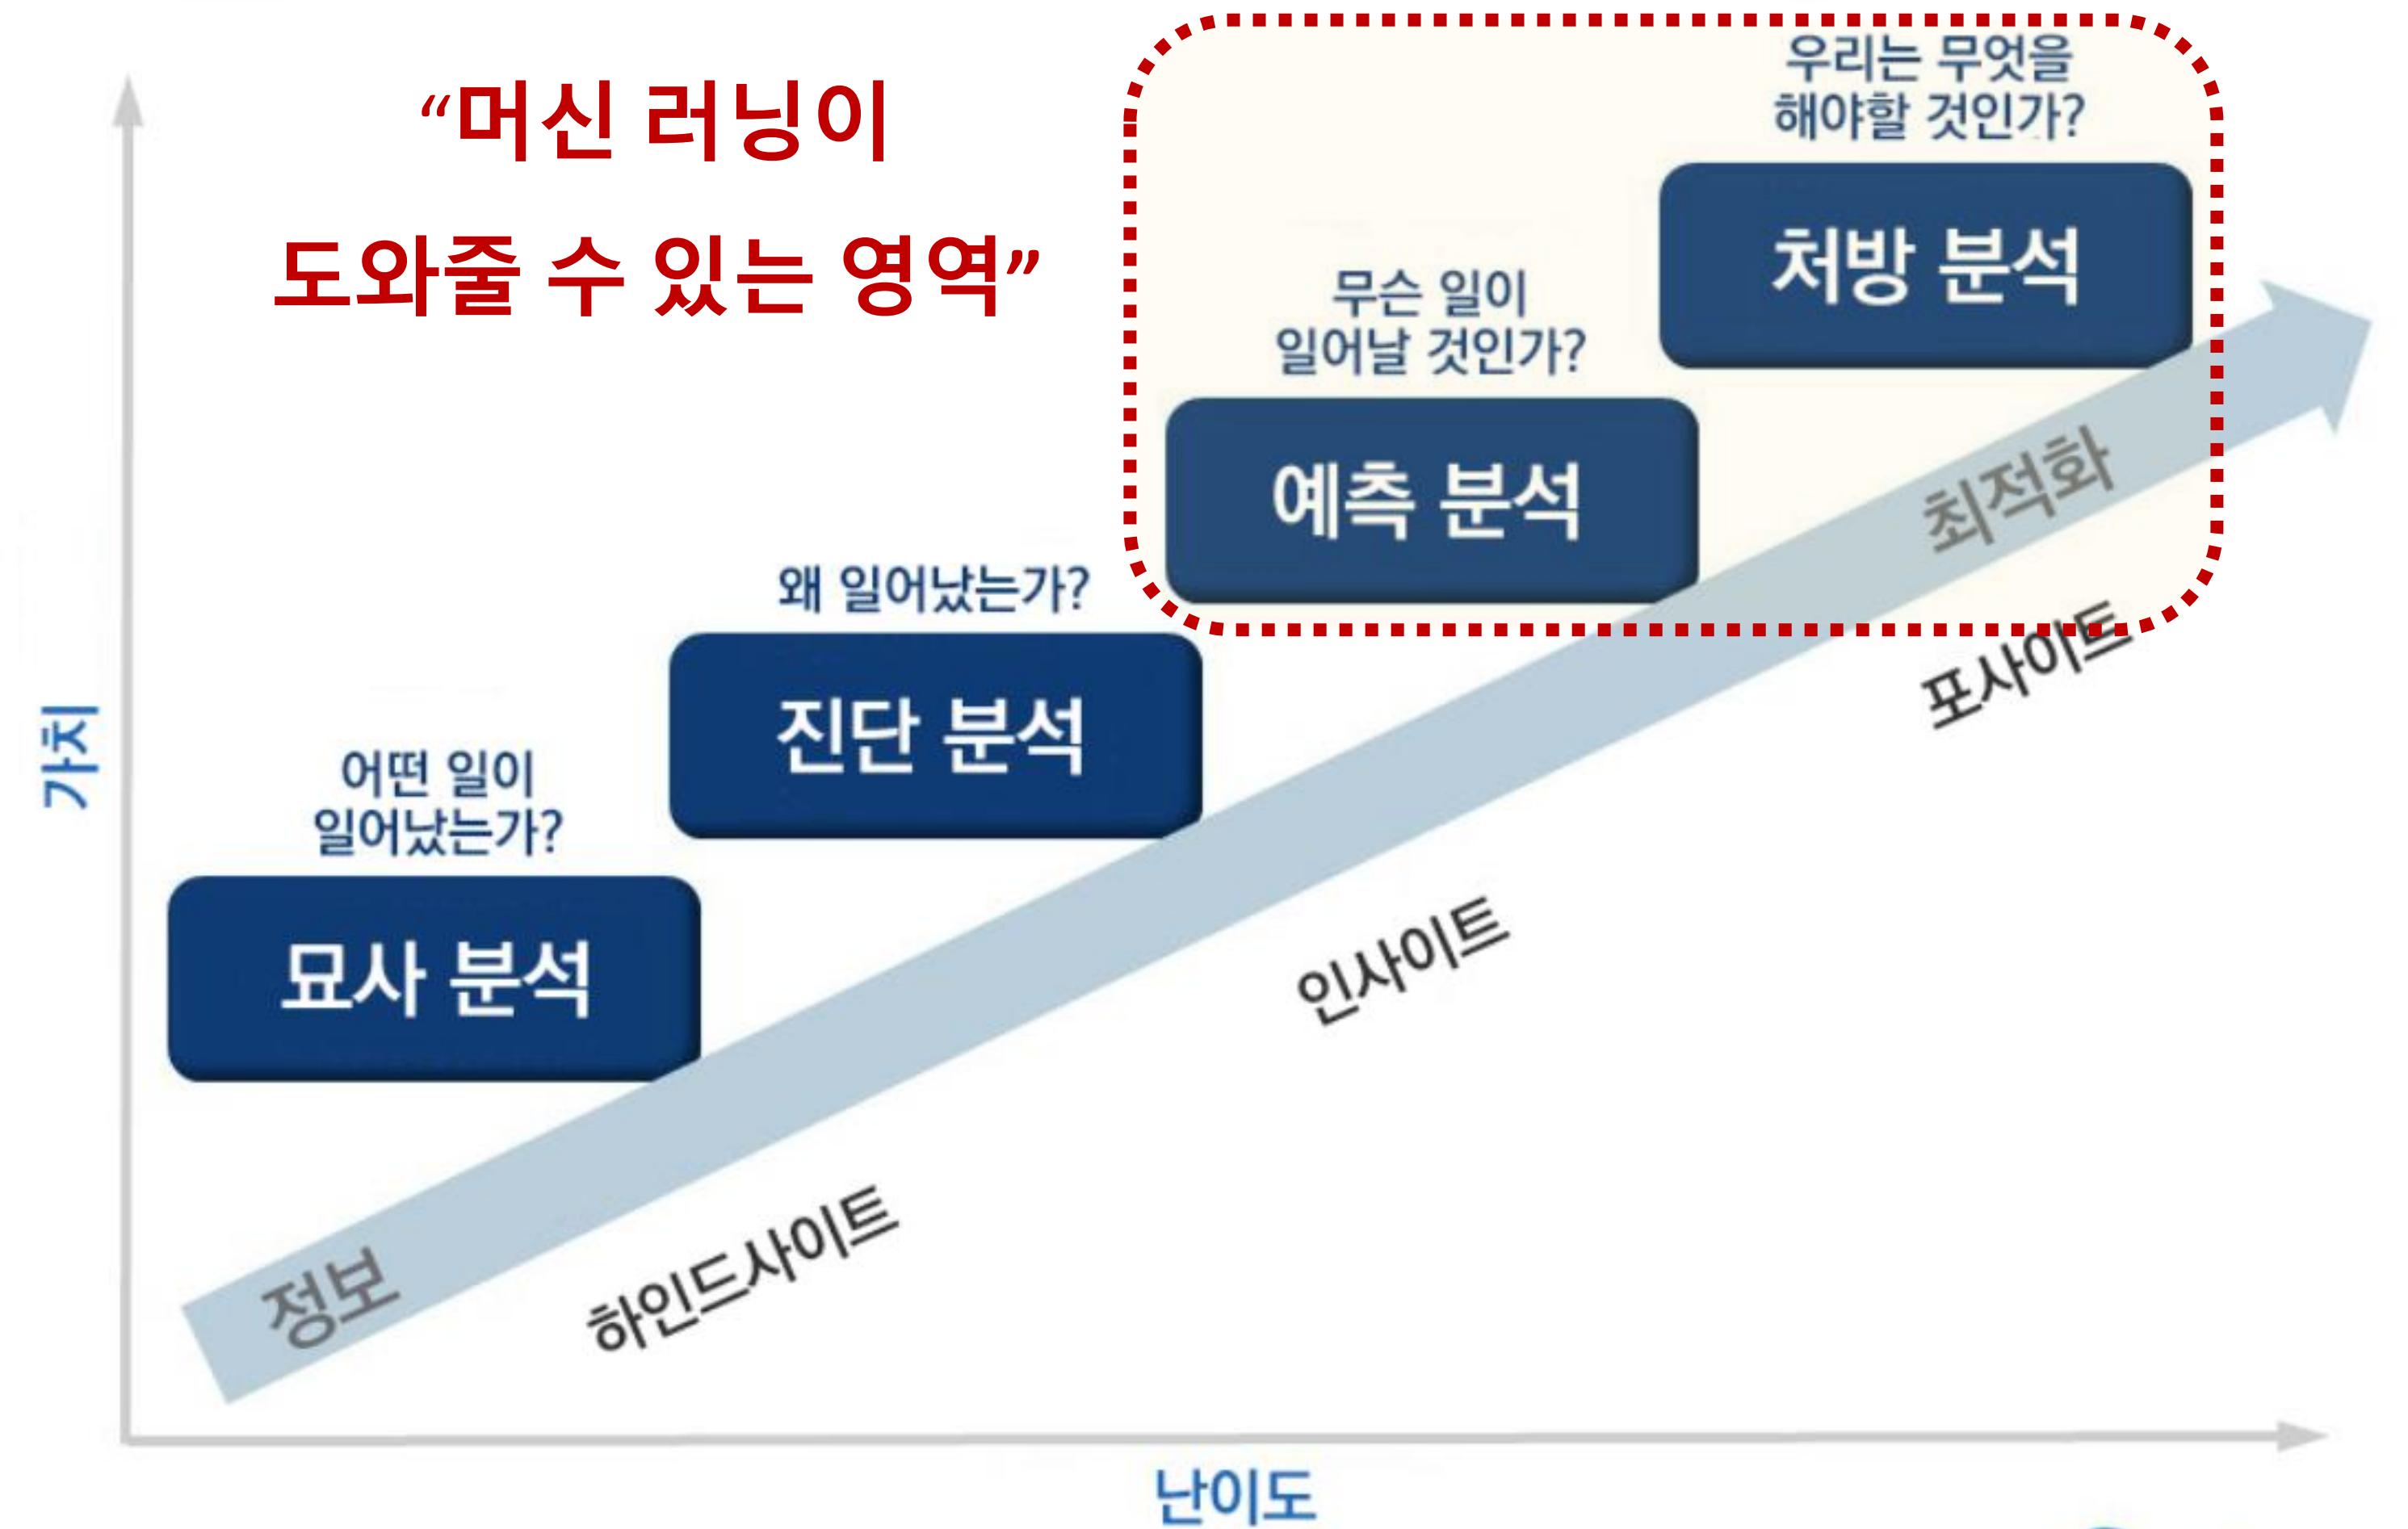 “머신 러닝이
도와줄 수 있는 영역”
우리는 무엇을
해야할 것인가?
처방 분석
무슨 일이
일어날 것인가?
예측 분석
최적화
포사이트
왜 일어났는가?
진단 분석
가치
어떤 일이
일어났는가?
묘사 분석
인사이트
정보
하인드사이트
난이도